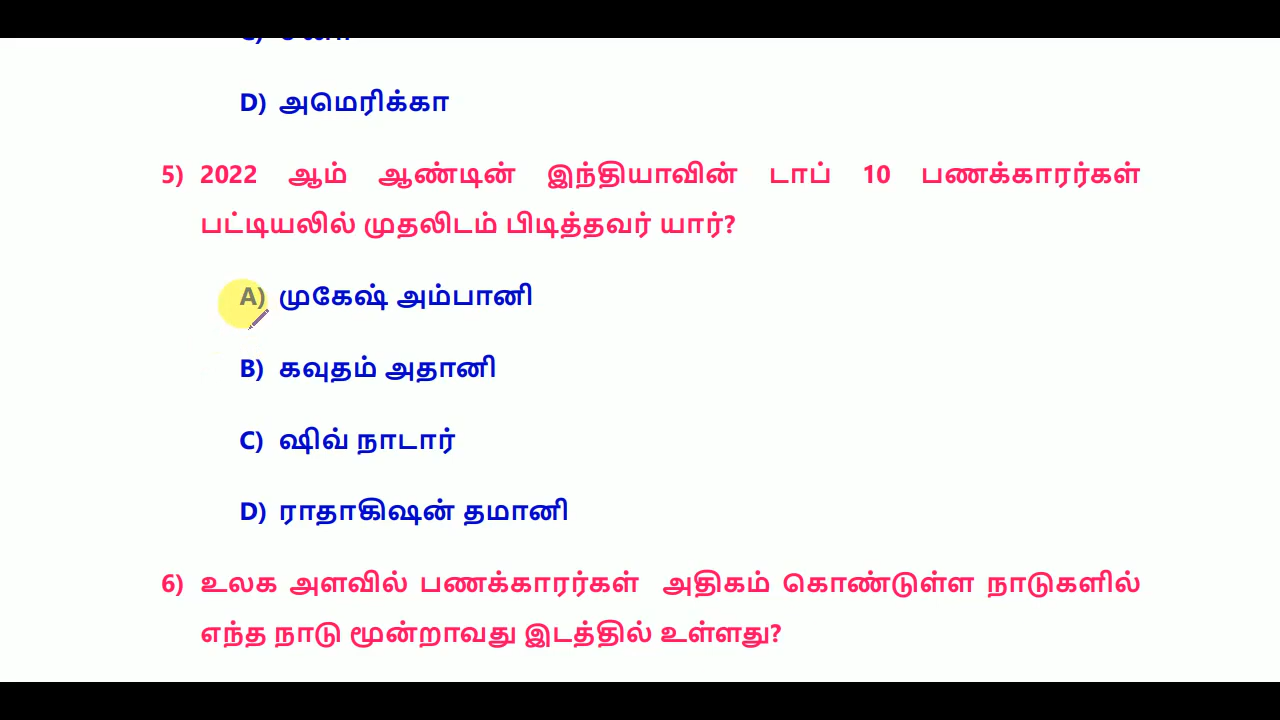 D) அமெரிக்கா
5) 2022 ஆம் ஆண்டின் இந்தியாவின் டாப் 10 பணக்காரர்கள்
பட்டியலில் முதலிடம் பிடித்தவர் யார்?
A) முகேஷ் அம்பானி
B) கவுதம் அதானி
C) ஷிவ் நாடார்
D) ராதாகிஷன் தமானி
6) உலக அளவில் பணக்காரர்கள் அதிகம் கொண்டுள்ள நாடுகளில்
எந்த நாடு மூன்றாவது இடத்தில் உள்ளது?